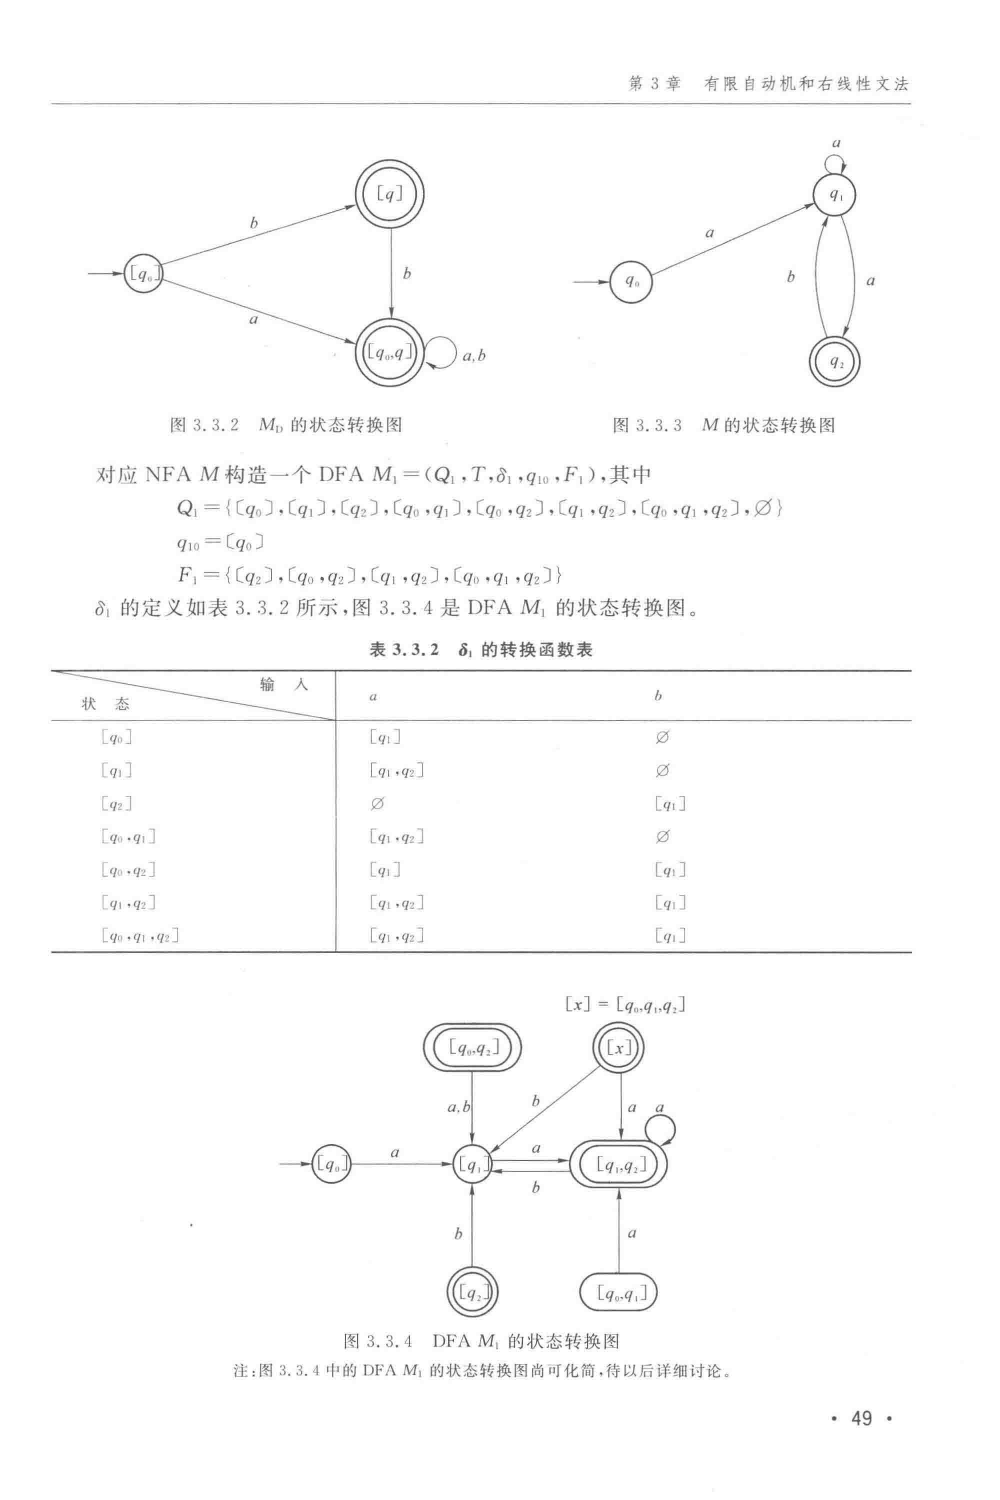 第 3 章 有限自动机和右线性文法
[q]
b
[q₀]
b
a
[q₀,q]
a,b
图 3.3.2 M_D 的状态转换图
a
q₁
a
q₀
b
a
q₂
图 3.3.3 M 的状态转换图
对应 NFA M 构造一个 DFA M₁=(Q₁,T,δ₁,q₁₀,F₁),其中
Q₁={〔q₀〕,〔q₁〕,〔q₂〕,〔q₀,q₁〕,〔q₀,q₂〕,〔q₁,q₂〕,〔q₀,q₁,q₂〕,∅}
q₁₀=〔q₀〕
F₁={〔q₂〕,〔q₀,q₂〕,〔q₁,q₂〕,〔q₀,q₁,q₂〕}
δ₁ 的定义如表 3.3.2 所示,图 3.3.4 是 DFA M₁ 的状态转换图。
表 3.3.2 δ₁ 的转换函数表
状 态 输 入 a b
[q₀] [q₁] ∅
[q₁] [q₁,q₂] ∅
[q₂] ∅ [q₁]
[q₀,q₁] [q₁,q₂] ∅
[q₀,q₂] [q₁] [q₁]
[q₁,q₂] [q₁,q₂] [q₁]
[q₀,q₁,q₂] [q₁,q₂] [q₁]
[x] = [q₀,q₁,q₂]
[q₀,q₂] [x]
a,b b a a
[q₀] a [q₁] a [q₁,q₂]
b
b a
[q₂] [q₀,q₁]
图 3.3.4 DFA M₁ 的状态转换图
注:图 3.3.4 中的 DFA M₁ 的状态转换图尚可化简,待以后详细讨论。
· 49 ·